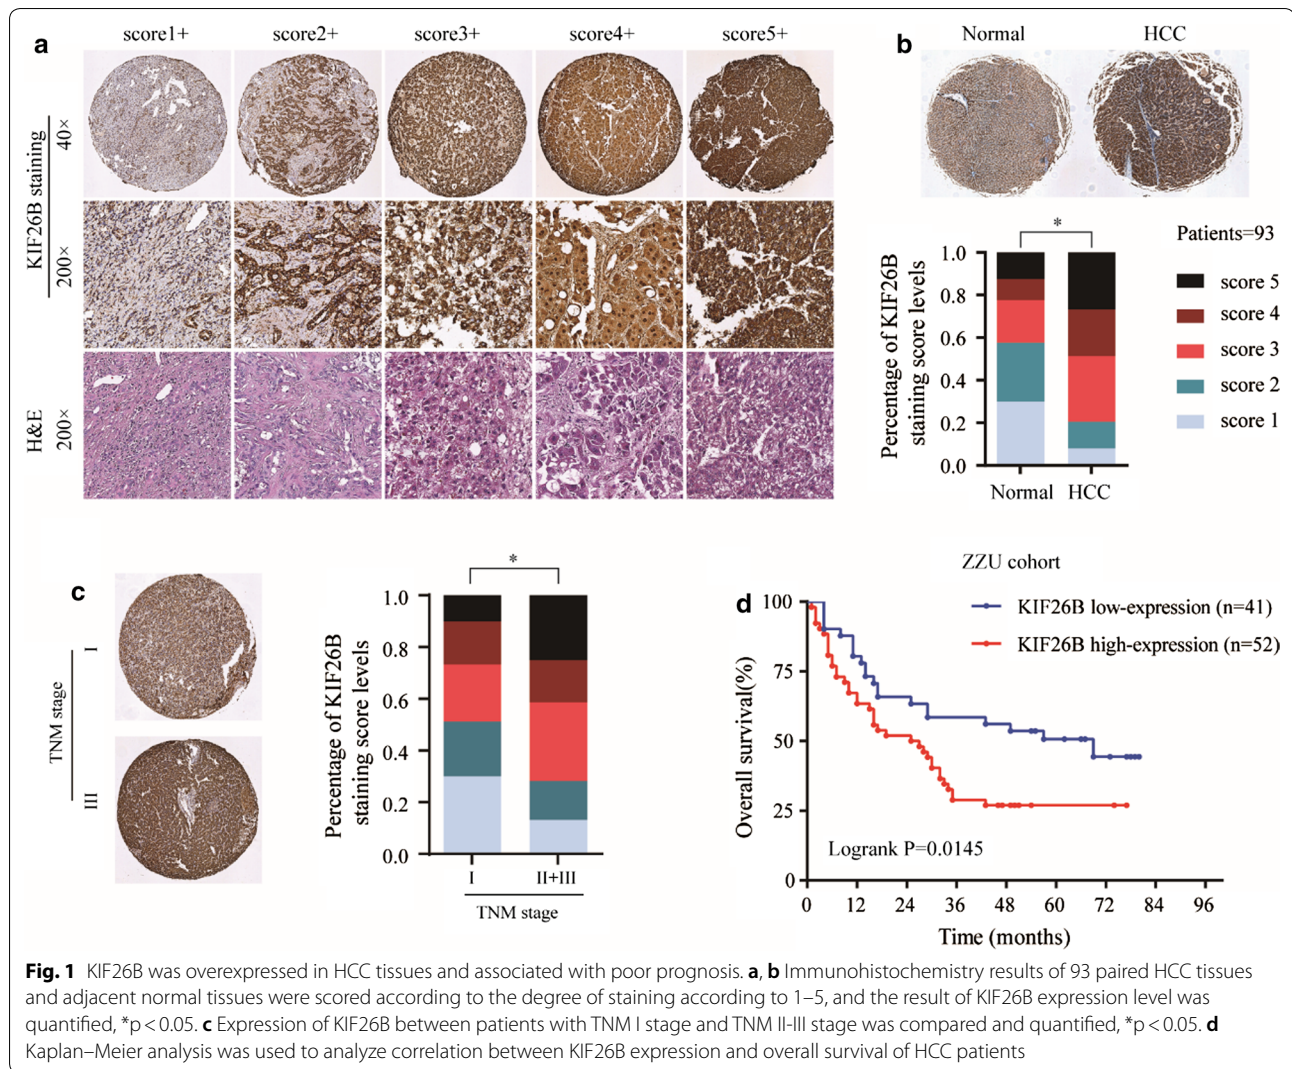 a
score1+ score2+ score3+ score4+ score5+
KIF26B staining
40×
200×
H&E
200×
b
Normal HCC
*
Patients=93
Percentage of KIF26B
staining score levels
1.0
0.8
0.6
0.4
0.2
0.0
Normal HCC
score 5
score 4
score 3
score 2
score 1
c
TNM stage
I
III
*
Percentage of KIF26B
staining score levels
1.0
0.8
0.6
0.4
0.2
0.0
I II+III
TNM stage
d
ZZU cohort
KIF26B low-expression (n=41)
KIF26B high-expression (n=52)
Overall survival(%)
100
75
50
25
0
Logrank P=0.0145
0 12 24 36 48 60 72 84 96
Time (months)
Fig. 1 KIF26B was overexpressed in HCC tissues and associated with poor prognosis. a, b Immunohistochemistry results of 93 paired HCC tissues
and adjacent normal tissues were scored according to the degree of staining according to 1–5, and the result of KIF26B expression level was
quantified, *p < 0.05. c Expression of KIF26B between patients with TNM I stage and TNM II-III stage was compared and quantified, *p < 0.05. d
Kaplan–Meier analysis was used to analyze correlation between KIF26B expression and overall survival of HCC patients